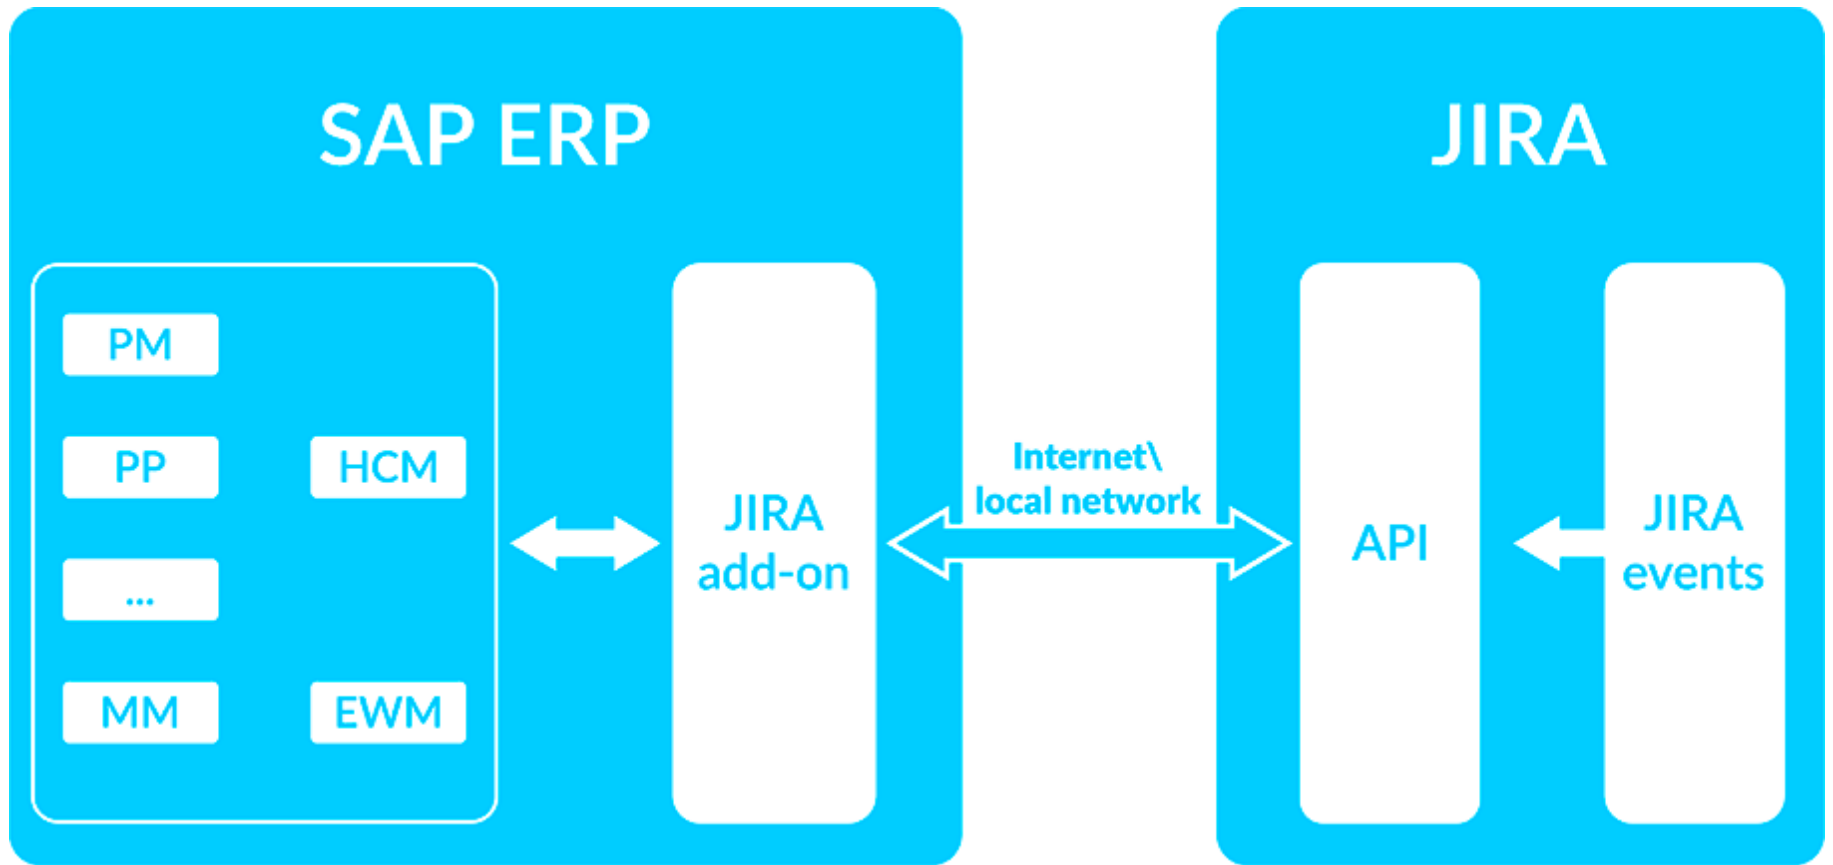 SAP ERP
PM
PP
HCM
...
MM
EWM
JIRA
add-on
Internet\
local network
JIRA
API
JIRA
events